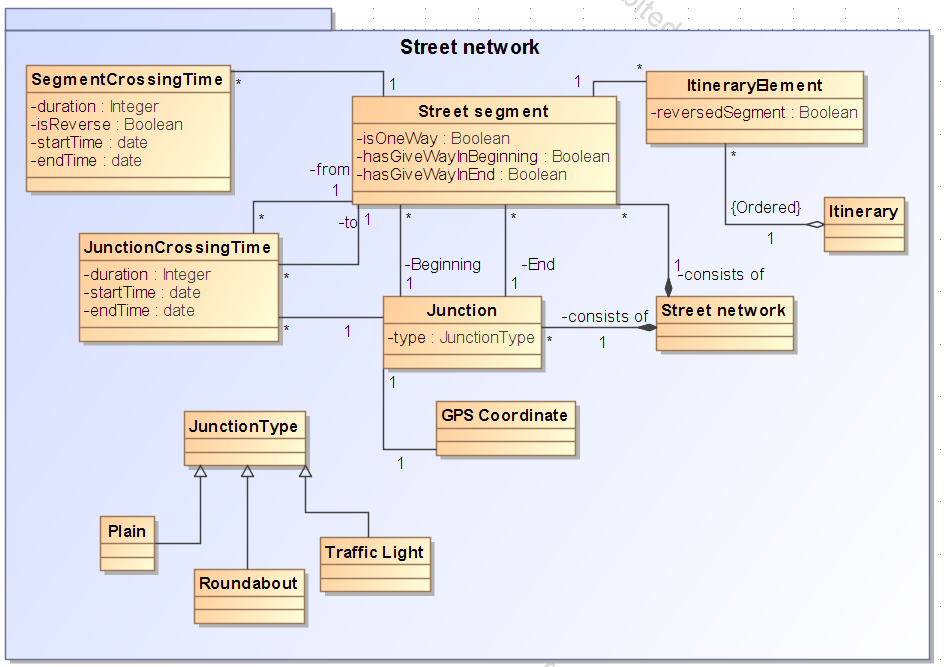 Street network
SegmentCrossingTime
-duration : Integer
-isReverse : Boolean
-startTime : date
-endTime : date
*
1
Street segment
-isOneWay : Boolean
-hasGiveWayInBeginning : Boolean
-hasGiveWayInEnd : Boolean
1
*
ItineraryElement
-reversedSegment : Boolean
*
{Ordered}
1
Itinerary
-from
1
*
-to
1
*
JunctionCrossingTime
-duration : Integer
-startTime : date
-endTime : date
*
1
*
-Beginning
1
*
-End
1
*
1
-consists of
Junction
-type : JunctionType
-consists of
*
1
Street network
1
GPS Coordinate
1
JunctionType
Plain
Roundabout
Traffic Light